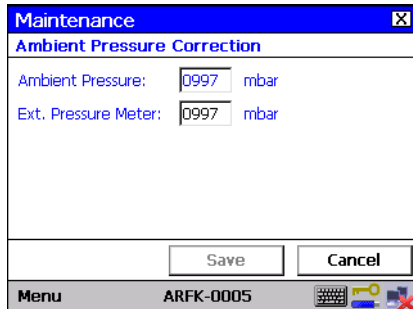 Maintenance
Ambient Pressure Correction
Ambient Pressure: 0997 mbar
Ext. Pressure Meter: 0997 mbar
Save Cancel
Menu ARFK-0005